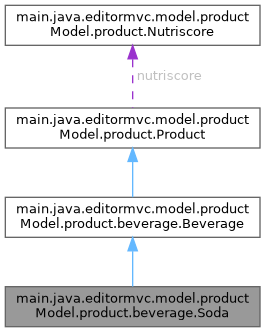 main.java.editormvc.model.product
Model.product.Nutriscore
nutriscore
main.java.editormvc.model.product
Model.product.Product
main.java.editormvc.model.product
Model.product.beverage.Beverage
main.java.editormvc.model.product
Model.product.beverage.Soda